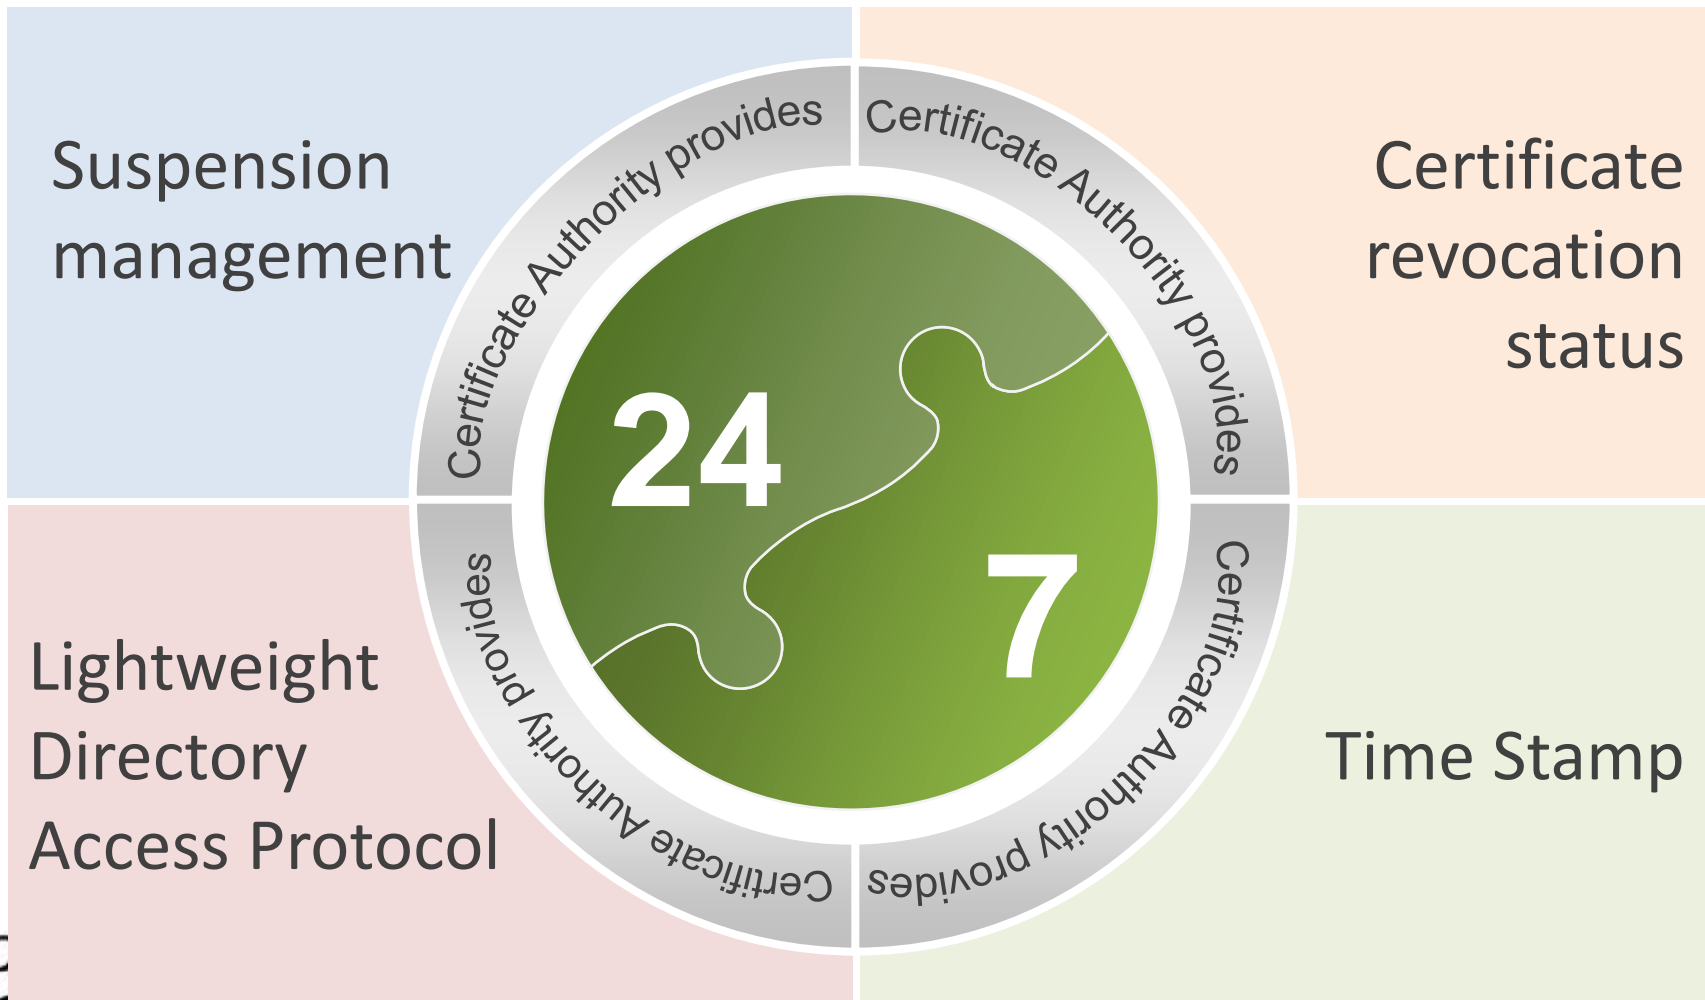 Suspension
management
Certificate Authority provides
Certificate Authority provides
Certificate
revocation
status
24
7
Lightweight
Directory
Access Protocol
Certificate Authority provides
Certificate Authority provides
Time Stamp